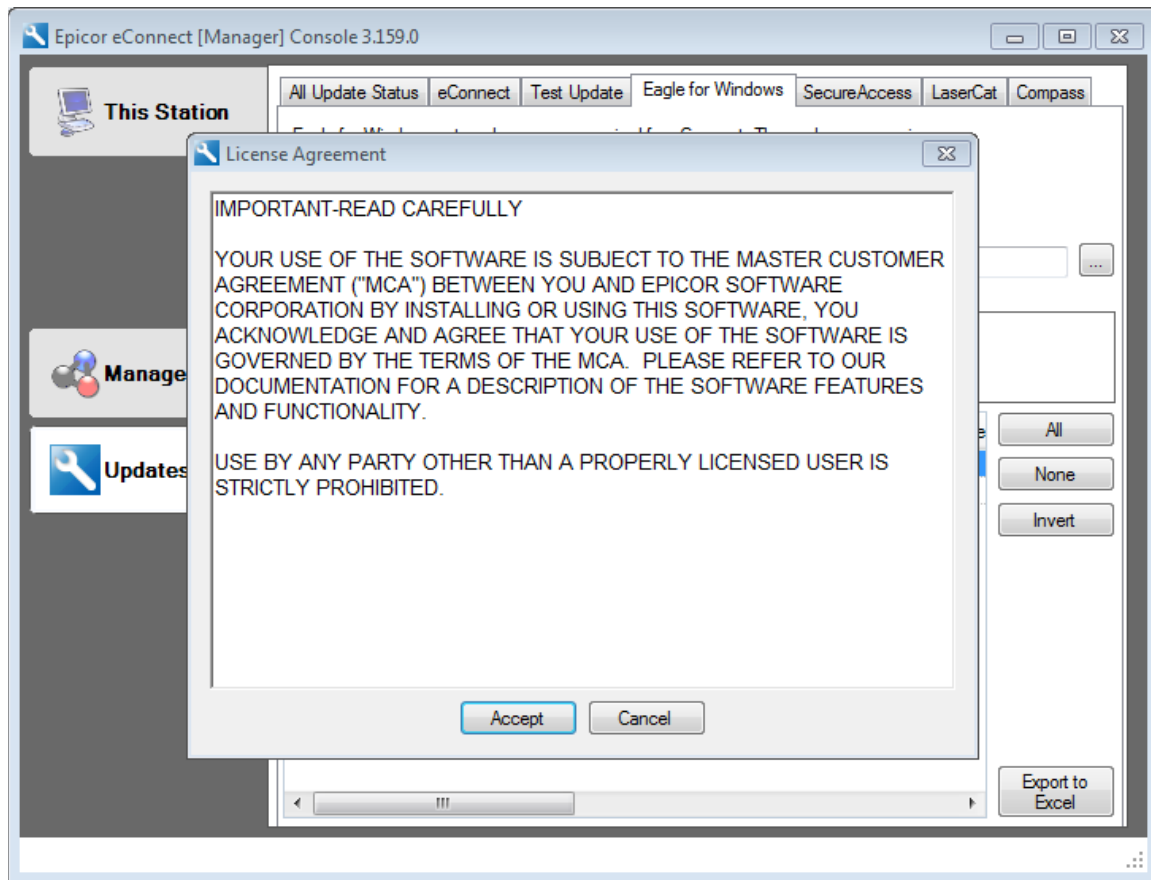 Epicor eConnect [Manager] Console 3.159.0
This Station
All Update Status eConnect Test Update Eagle for Windows SecureAccess LaserCat Compass
License Agreement
IMPORTANT-READ CAREFULLY
YOUR USE OF THE SOFTWARE IS SUBJECT TO THE MASTER CUSTOMER
AGREEMENT ("MCA") BETWEEN YOU AND EPICOR SOFTWARE
CORPORATION BY INSTALLING OR USING THIS SOFTWARE, YOU
ACKNOWLEDGE AND AGREE THAT YOUR USE OF THE SOFTWARE IS
GOVERNED BY THE TERMS OF THE MCA.  PLEASE REFER TO OUR
DOCUMENTATION FOR A DESCRIPTION OF THE SOFTWARE FEATURES
AND FUNCTIONALITY.
USE BY ANY PARTY OTHER THAN A PROPERLY LICENSED USER IS
STRICTLY PROHIBITED.
...
Manage
Updates
All
None
Invert
Accept Cancel
Export to
Excel